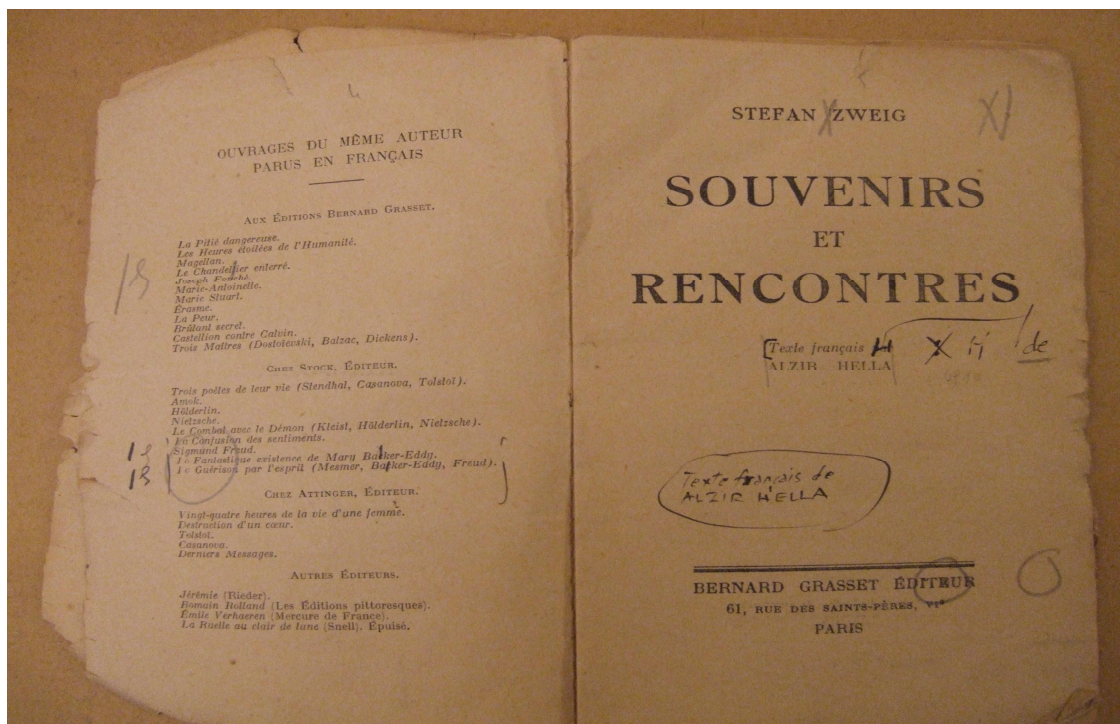 OUVRAGES DU MÊME AUTEUR
PARUS EN FRANÇAIS
AUX ÉDITIONS BERNARD GRASSET.
La Pitié dangereuse.
Les Heures étoilées de l'Humanité.
Magellan.
Le Chandelier enterré.
Joseph Fouché.
Marie-Antoinette.
Marie Stuart.
Érasme.
La Peur.
Brûlant secret.
Castellion contre Calvin.
Trois Maîtres (Dostoïevski, Balzac, Dickens).
CHEZ STOCK, ÉDITEUR.
Trois poètes de leur vie (Stendhal, Casanova, Tolstoï).
Amok.
Hölderlin.
Nietzsche.
Le Combat avec le Démon (Kleist, Hölderlin, Nietzsche).
La Confusion des sentiments.
Sigmund Freud.
Fantastique existence de Mary Baker-Eddy.
Guérison par l'esprit (Mesmer, Baker-Eddy, Freud).
CHEZ ATTINGER, ÉDITEUR.
Vingt-quatre heures de la vie d'une femme.
Destruction d'un cœur.
Tolstoï.
Casanova.
Derniers Messages.
AUTRES ÉDITEURS.
Jérémie (Rieder).
Romain Rolland (Les Éditions pittoresques).
Émile Verhaeren (Mercure de France).
La Ruelle au clair de lune (Snell). Épuisé.
STEFAN ZWEIG
SOUVENIRS
ET
RENCONTRES
Texte français H X H de
ALZIR HELLA
Texte français de
ALZIR HELLA
BERNARD GRASSET ÉDITEUR
61, RUE DES SAINTS-PÈRES, VIe
PARIS